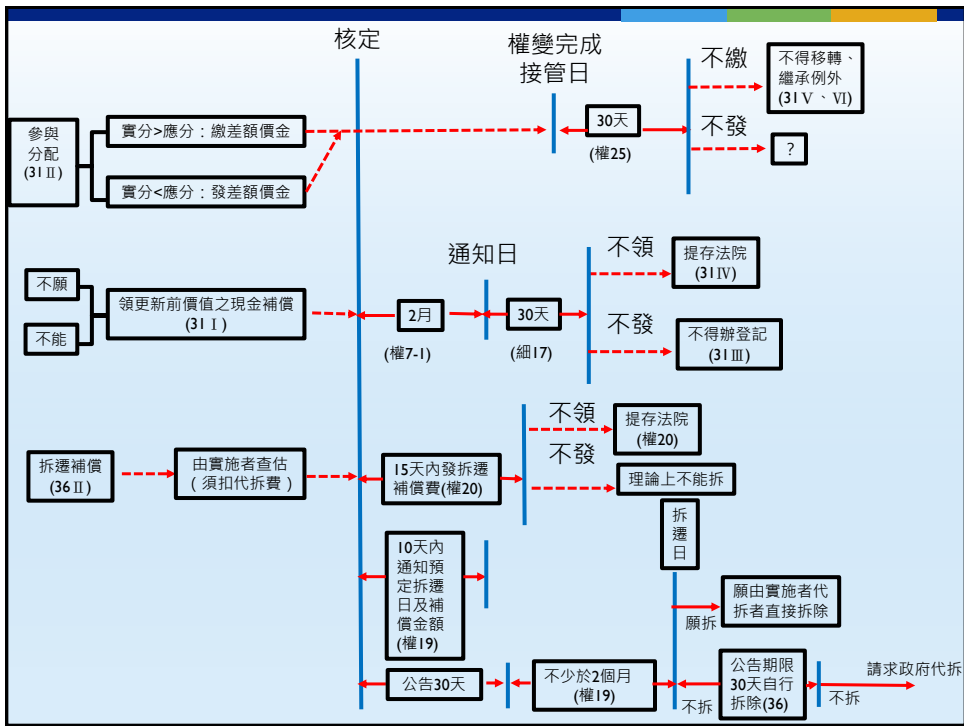 核定
權變完成
接管日
不繳
不得移轉、
繼承例外
(31Ⅴ、Ⅵ)
參與
分配
(31Ⅱ)
實分>應分：繳差額價金
30天
(權25)
不發
？
實分<應分：發差額價金
通知日
不領
提存法院
(31Ⅳ)
不願
不能
領更新前價值之現金補償
(31Ⅰ)
2月
(權7-1)
30天
(細17)
不發
不得辦登記
(31Ⅲ)
不領
提存法院
(權20)
拆遷補償
(36Ⅱ)
由實施者查估
（須扣代拆費）
15天內發拆遷
補償費(權20)
不發
理論上不能拆
拆
遷
日
10天內
通知預
定拆遷
日及補
償金額
(權19)
願拆
願由實施者代
拆者直接拆除
公告30天
不少於2個月
(權19)
不拆
公告期限
30天自行
拆除(36)
不拆
請求政府代拆